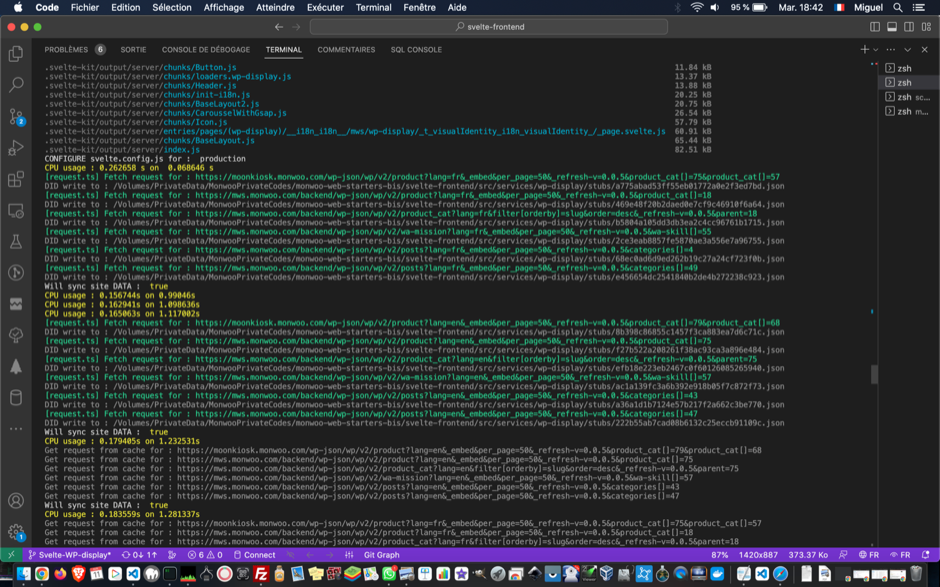 Code Fichier Edition Sélection Affichage Atteindre Exécuter Terminal Fenêtre Aide 95 % Mar. 18:42 Miguel
svelte-frontend
PROBLÈMES 6 SORTIE CONSOLE DE DÉBOGAGE TERMINAL COMMENTAIRES SQL CONSOLE
.svelte-kit/output/server/chunks/Button.js 11.84 kB
.svelte-kit/output/server/chunks/loaders.wp-display.js 13.37 kB
.svelte-kit/output/server/chunks/Header.js 13.88 kB
.svelte-kit/output/server/chunks/init-i18n.js 20.25 kB
.svelte-kit/output/server/chunks/BaseLayout2.js 20.75 kB
.svelte-kit/output/server/chunks/CarousselWithGsap.js 24.54 kB
.svelte-kit/output/server/chunks/Icon.js 57.79 kB
.svelte-kit/output/server/entries/pages/(wp-display)/__i18n_i18n__/mws/wp-display/_t_visualIdentity_i18n_visualIdentity_/_page.svelte.js 60.91 kB
.svelte-kit/output/server/chunks/BaseLayout.js 65.44 kB
.svelte-kit/output/server/index.js 82.51 kB
CONFIGURE svelte.config.js for : production
CPU usage : 0.262658 s on 0.068646 s
[request.ts] Fetch request for : https://moonkiosk.monwoo.com/wp-json/wp/v2/product?lang=fr&_embed&per_page=50&_refresh-v=0.0.5&product_cat[]=75&product_cat[]=57
DID write to : /Volumes/PrivateData/MonwooPrivateCodes/monwoo-web-starters-bis/svelte-frontend/src/services/wp-display/stubs/a775abad53ff55eb01772a0e2f3ed7bd.json
[request.ts] Fetch request for : https://mws.monwoo.com/backend/wp-json/wp/v2/product?lang=fr&_embed&per_page=50&_refresh-v=0.0.5&product_cat[]=18
DID write to : /Volumes/PrivateData/MonwooPrivateCodes/monwoo-web-starters-bis/svelte-frontend/src/services/wp-display/stubs/469e48f20b2daed0e7cf9c46910f6a64.json
[request.ts] Fetch request for : https://mws.monwoo.com/backend/wp-json/wp/v2/product_cat?lang=fr&filter[orderby]=slug&order=desc&_refresh-v=0.0.5&parent=18
DID write to : /Volumes/PrivateData/MonwooPrivateCodes/monwoo-web-starters-bis/svelte-frontend/src/services/wp-display/stubs/b5084a105dd3db3ea2c4cc96761b1715.json
[request.ts] Fetch request for : https://mws.monwoo.com/backend/wp-json/wp/v2/wa-mission?lang=fr&_embed&per_page=50&_refresh-v=0.0.5&wa-skill[]=55
DID write to : /Volumes/PrivateData/MonwooPrivateCodes/monwoo-web-starters-bis/svelte-frontend/src/services/wp-display/stubs/2ce3eab8857fe5870ae3a556e7a96755.json
[request.ts] Fetch request for : https://mws.monwoo.com/backend/wp-json/wp/v2/posts?lang=fr&_embed&per_page=50&_refresh-v=0.0.5&categories[]=4
DID write to : /Volumes/PrivateData/MonwooPrivateCodes/monwoo-web-starters-bis/svelte-frontend/src/services/wp-display/stubs/68ec0ad6d9ed262b19c27a24cf723f0b.json
[request.ts] Fetch request for : https://mws.monwoo.com/backend/wp-json/wp/v2/posts?lang=fr&_embed&per_page=50&_refresh-v=0.0.5&categories[]=49
DID write to : /Volumes/PrivateData/MonwooPrivateCodes/monwoo-web-starters-bis/svelte-frontend/src/services/wp-display/stubs/e456654dc2541840b2de4b272238c923.json
Will sync site DATA : true
CPU usage : 0.156744s on 0.99046s
CPU usage : 0.162941s on 1.098636s
CPU usage : 0.165063s on 1.117002s
[request.ts] Fetch request for : https://moonkiosk.monwoo.com/wp-json/wp/v2/product?lang=en&_embed&per_page=50&_refresh-v=0.0.5&product_cat[]=79&product_cat[]=68
DID write to : /Volumes/PrivateData/MonwooPrivateCodes/monwoo-web-starters-bis/svelte-frontend/src/services/wp-display/stubs/8b398c86855c1457f3ca883ea7d6c71c.json
[request.ts] Fetch request for : https://mws.monwoo.com/backend/wp-json/wp/v2/product?lang=en&_embed&per_page=50&_refresh-v=0.0.5&product_cat[]=75
DID write to : /Volumes/PrivateData/MonwooPrivateCodes/monwoo-web-starters-bis/svelte-frontend/src/services/wp-display/stubs/f27b522a208261f38ac93ca3a896e484.json
[request.ts] Fetch request for : https://mws.monwoo.com/backend/wp-json/wp/v2/product_cat?lang=en&filter[orderby]=slug&order=desc&_refresh-v=0.0.5&parent=75
DID write to : /Volumes/PrivateData/MonwooPrivateCodes/monwoo-web-starters-bis/svelte-frontend/src/services/wp-display/stubs/efb18e223eb2467c0f60126085265940.json
[request.ts] Fetch request for : https://mws.monwoo.com/backend/wp-json/wp/v2/wa-mission?lang=en&_embed&per_page=50&_refresh-v=0.0.5&wa-skill[]=57
DID write to : /Volumes/PrivateData/MonwooPrivateCodes/monwoo-web-starters-bis/svelte-frontend/src/services/wp-display/stubs/ac1a139fc3a6b392e918b05f7c872f73.json
[request.ts] Fetch request for : https://mws.monwoo.com/backend/wp-json/wp/v2/posts?lang=en&_embed&per_page=50&_refresh-v=0.0.5&categories[]=43
DID write to : /Volumes/PrivateData/MonwooPrivateCodes/monwoo-web-starters-bis/svelte-frontend/src/services/wp-display/stubs/a36a1d1b7124e57b217f2a662c3be770.json
[request.ts] Fetch request for : https://mws.monwoo.com/backend/wp-json/wp/v2/posts?lang=en&_embed&per_page=50&_refresh-v=0.0.5&categories[]=47
DID write to : /Volumes/PrivateData/MonwooPrivateCodes/monwoo-web-starters-bis/svelte-frontend/src/services/wp-display/stubs/222b55ab7cad08b6132c25eccb91109c.json
Will sync site DATA : true
CPU usage : 0.179405s on 1.232531s
Get request from cache for : https://moonkiosk.monwoo.com/wp-json/wp/v2/product?lang=en&_embed&per_page=50&_refresh-v=0.0.5&product_cat[]=79&product_cat[]=68
Get request from cache for : https://mws.monwoo.com/backend/wp-json/wp/v2/product?lang=en&_embed&per_page=50&_refresh-v=0.0.5&product_cat[]=75
Get request from cache for : https://mws.monwoo.com/backend/wp-json/wp/v2/product_cat?lang=en&filter[orderby]=slug&order=desc&_refresh-v=0.0.5&parent=75
Get request from cache for : https://mws.monwoo.com/backend/wp-json/wp/v2/wa-mission?lang=en&_embed&per_page=50&_refresh-v=0.0.5&wa-skill[]=57
Get request from cache for : https://mws.monwoo.com/backend/wp-json/wp/v2/posts?lang=en&_embed&per_page=50&_refresh-v=0.0.5&categories[]=43
Get request from cache for : https://mws.monwoo.com/backend/wp-json/wp/v2/posts?lang=en&_embed&per_page=50&_refresh-v=0.0.5&categories[]=47
Will sync site DATA : true
CPU usage : 0.183559s on 1.281337s
Get request from cache for : https://moonkiosk.monwoo.com/wp-json/wp/v2/product?lang=fr&_embed&per_page=50&_refresh-v=0.0.5&product_cat[]=75&product_cat[]=57
Get request from cache for : https://mws.monwoo.com/backend/wp-json/wp/v2/product?lang=fr&_embed&per_page=50&_refresh-v=0.0.5&product_cat[]=18
Get request from cache for : https://mws.monwoo.com/backend/wp-json/wp/v2/product_cat?lang=fr&filter[orderby]=slug&order=desc&_refresh-v=0.0.5&parent=18
zsh
zsh
zsh sc...
zsh m...
2
1
Svelte-WP-display* 0↓ 1↑ 6 0 Connect Git Graph 87% 1420x887 373.37 Ko FR FR